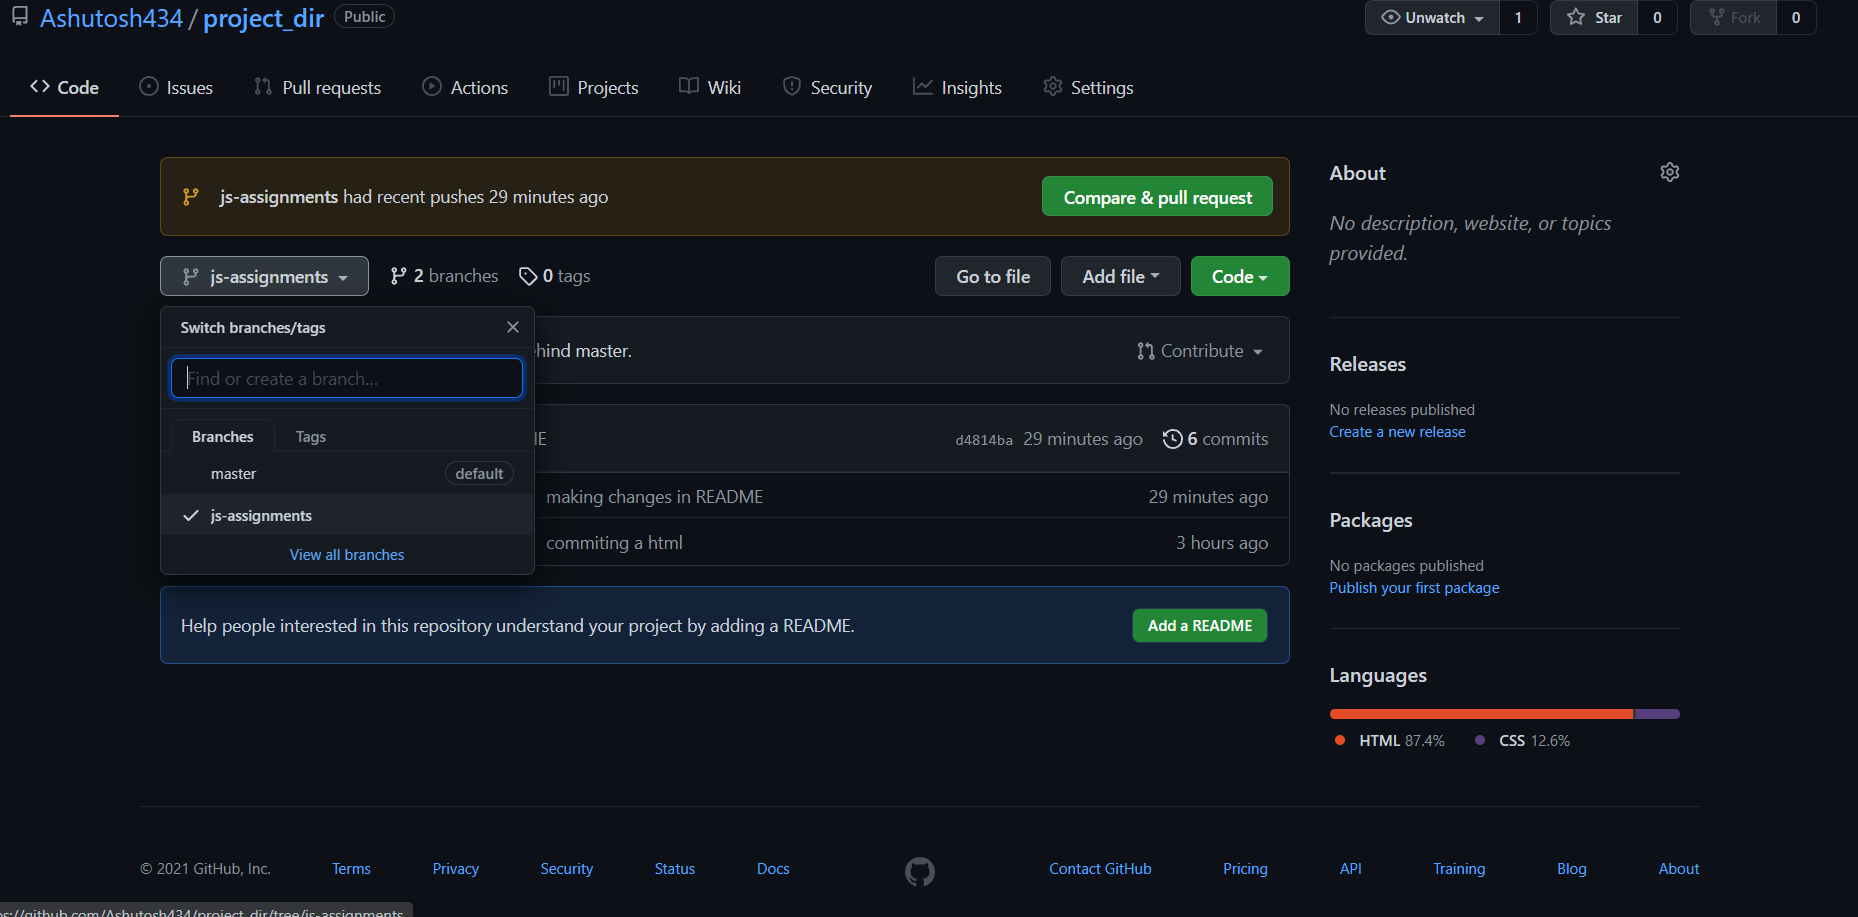 Ashutosh434 / project_dir Public
Unwatch 1 Star 0 Fork 0
Code Issues Pull requests Actions Projects Wiki Security Insights Settings
js-assignments had recent pushes 29 minutes ago
Compare & pull request
js-assignments 2 branches 0 tags
Go to file Add file Code
Switch branches/tags
Find or create a branch...
Branches Tags
master default
js-assignments
View all branches
hind master.
Contribute
d4814ba 29 minutes ago 6 commits
making changes in README 29 minutes ago
commiting a html 3 hours ago
Help people interested in this repository understand your project by adding a README.
Add a README
About
No description, website, or topics
provided.
Releases
No releases published
Create a new release
Packages
No packages published
Publish your first package
Languages
HTML 87.4% CSS 12.6%
© 2021 GitHub, Inc. Terms Privacy Security Status Docs Contact GitHub Pricing API Training Blog About
s://github.com/Ashutosh434/project_dir/tree/js-assignments